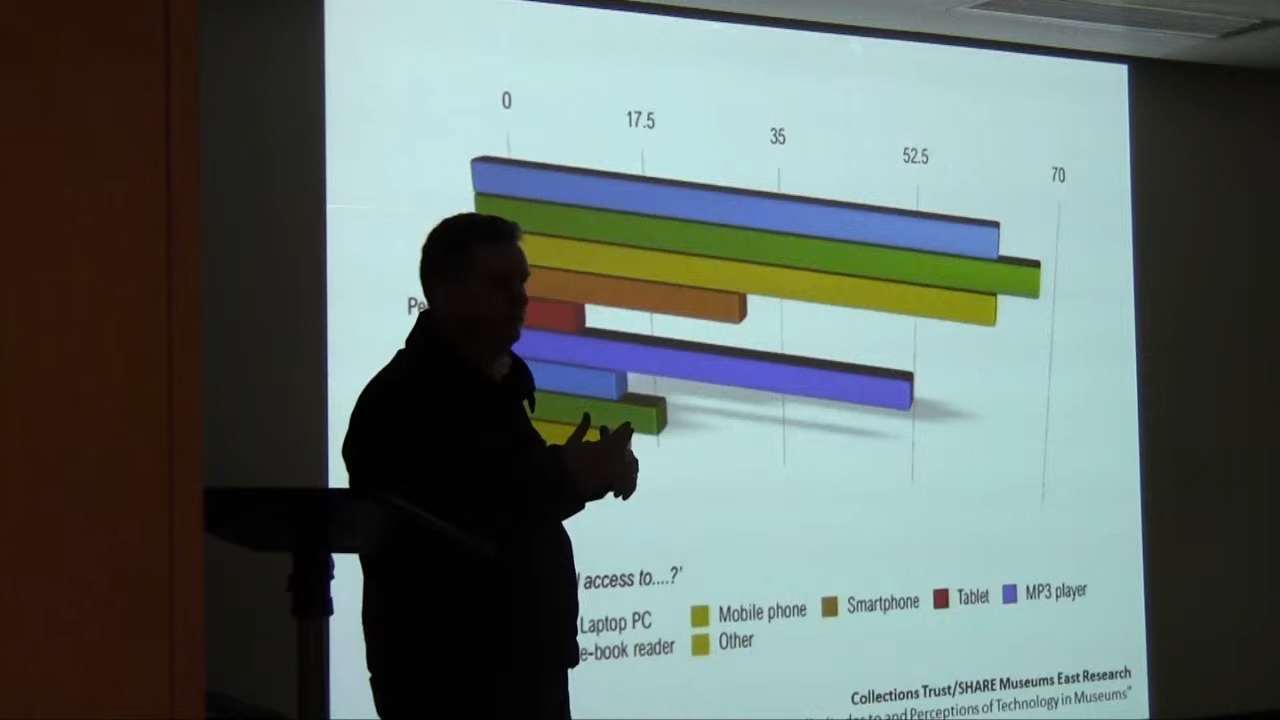 0
17.5
35
52.5
70
access to....?'
Mobile phone Smartphone Tablet MP3 player
Laptop PC
e-book reader Other
Collections Trust/SHARE Museums East Research
to and Perceptions of Technology in Museums"